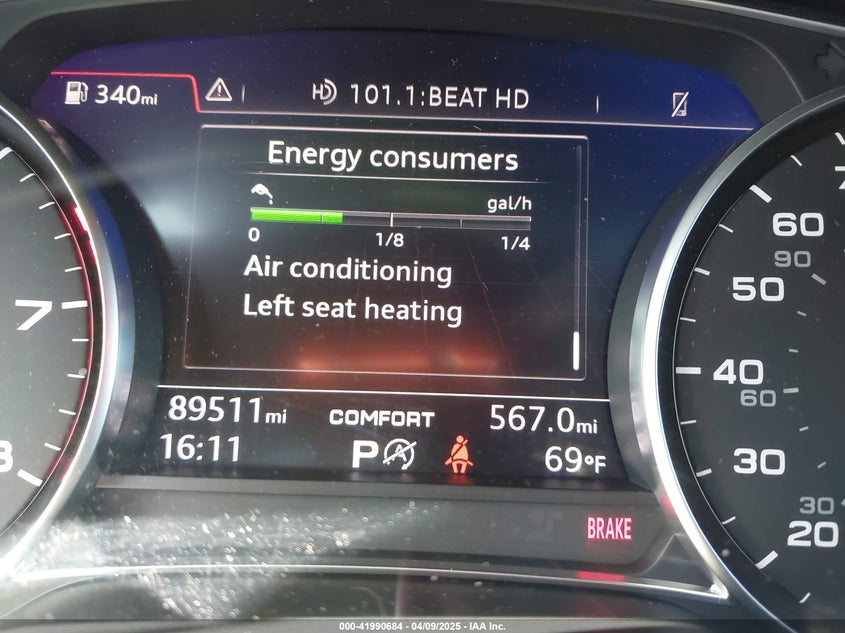 340mi
HD 101.1:BEAT HD
Energy consumers
gal/h
0 1/8 1/4
Air conditioning
Left seat heating
89511mi COMFORT 567.0mi
16:11 P A 69°F
BRAKE
7
8
60
90
50
40
60
30
30
20
000-41990684 - 04/09/2025 - IAA Inc.